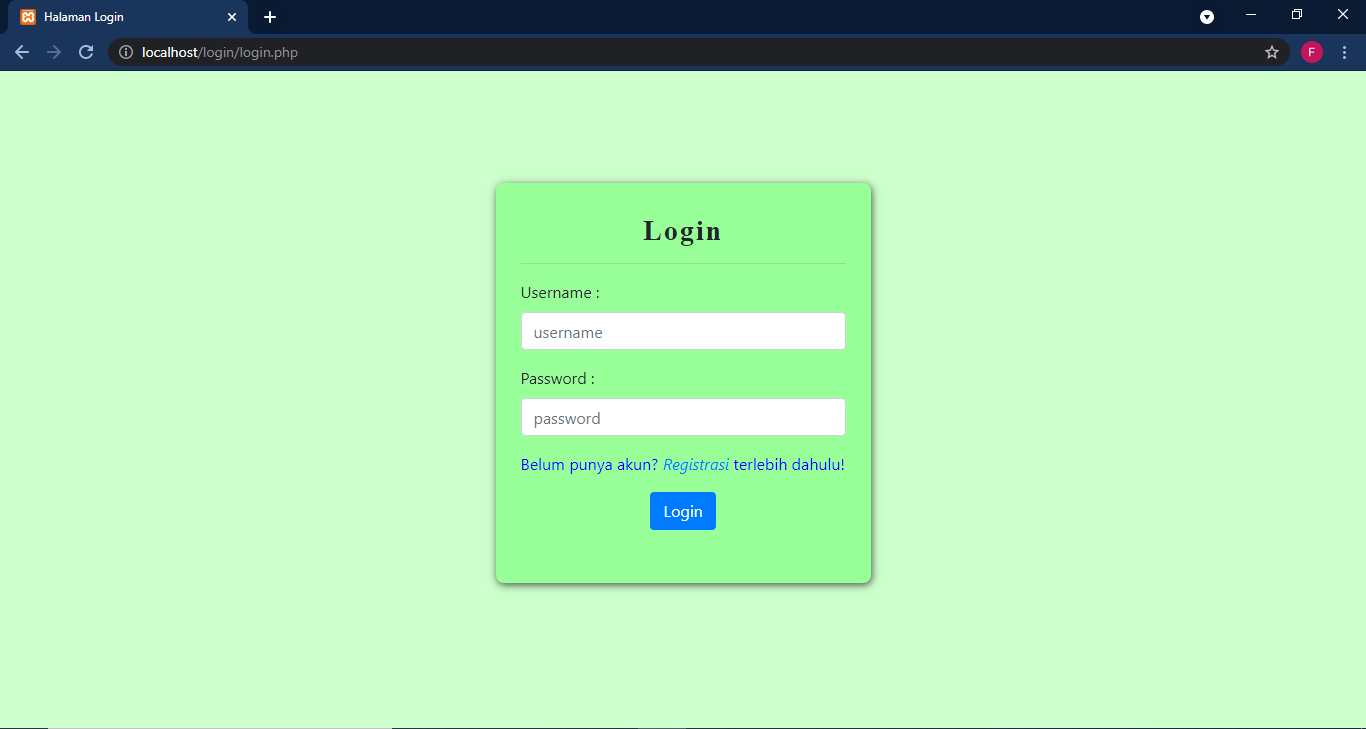 Halaman Login
localhost/login/login.php
F
Login
Username :
username
Password :
password
Belum punya akun? Registrasi terlebih dahulu!
Login